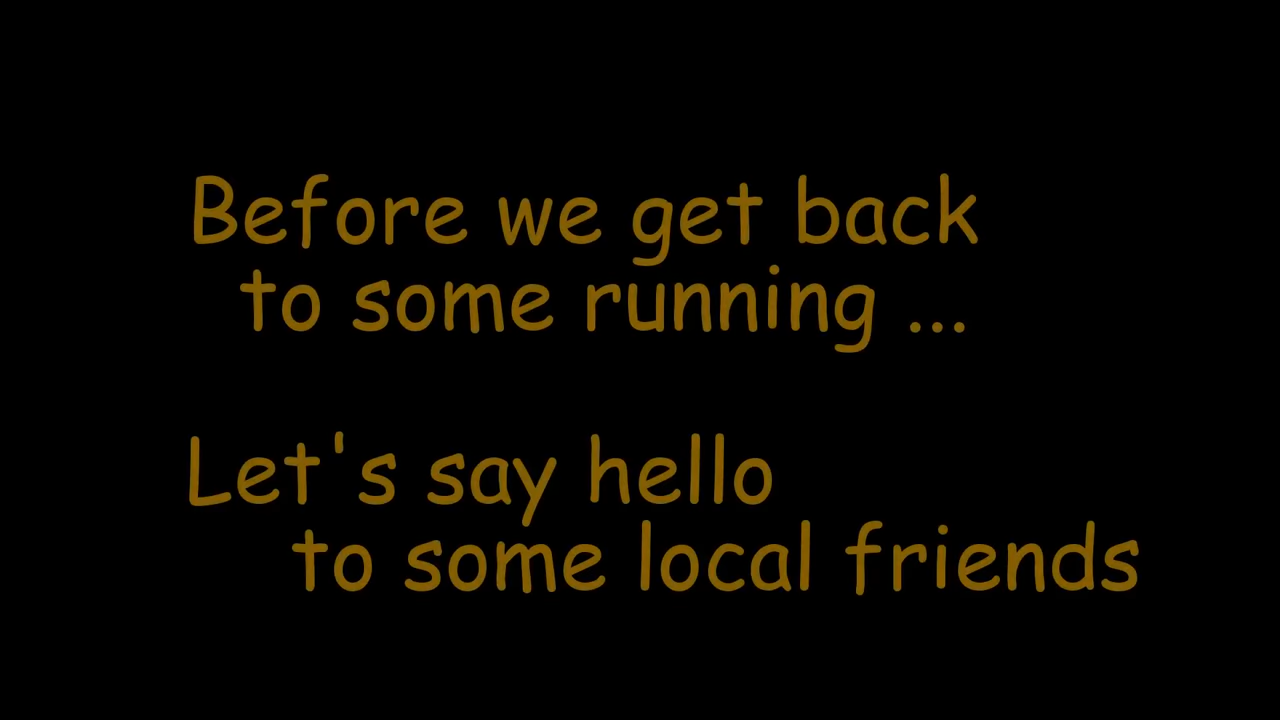 Before we get back
to some running ...
Let's say hello
to some local friends